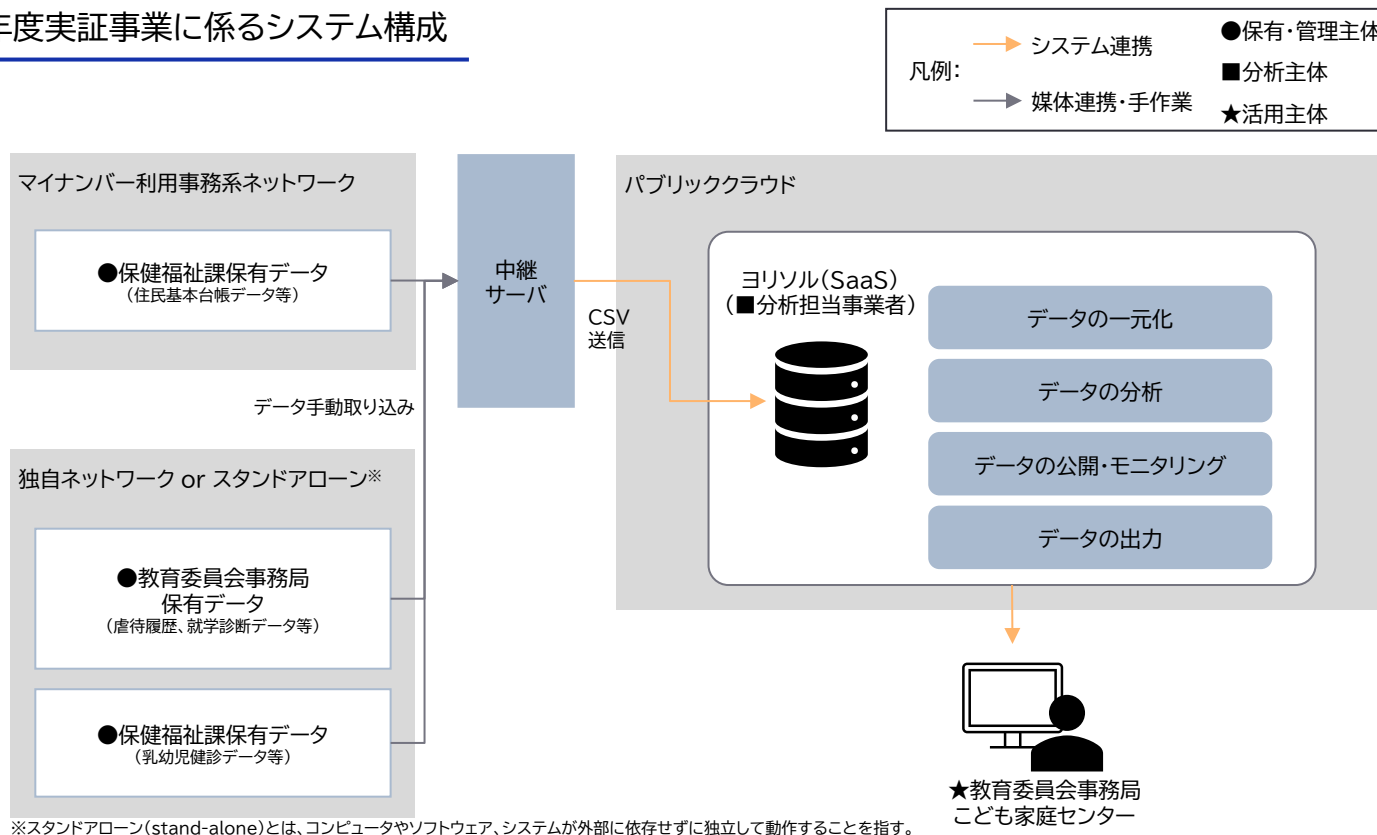 年度実証事業に係るシステム構成
凡例：
システム連携
媒体連携・手作業
●保有・管理主体
■分析主体
★活用主体
マイナンバー利用事務系ネットワーク
●保健福祉課保有データ
（住民基本台帳データ等）
データ手動取り込み
独自ネットワーク or スタンドアローン※
●教育委員会事務局
保有データ
（虐待履歴、就学診断データ等）
●保健福祉課保有データ
（乳幼児健診データ等）
中継
サーバ
CSV
送信
パブリッククラウド
ヨリソル（SaaS）
（■分析担当事業者）
データの一元化
データの分析
データの公開・モニタリング
データの出力
★教育委員会事務局
こども家庭センター
※スタンドアローン（stand-alone）とは、コンピュータやソフトウェア、システムが外部に依存せずに独立して動作することを指す。